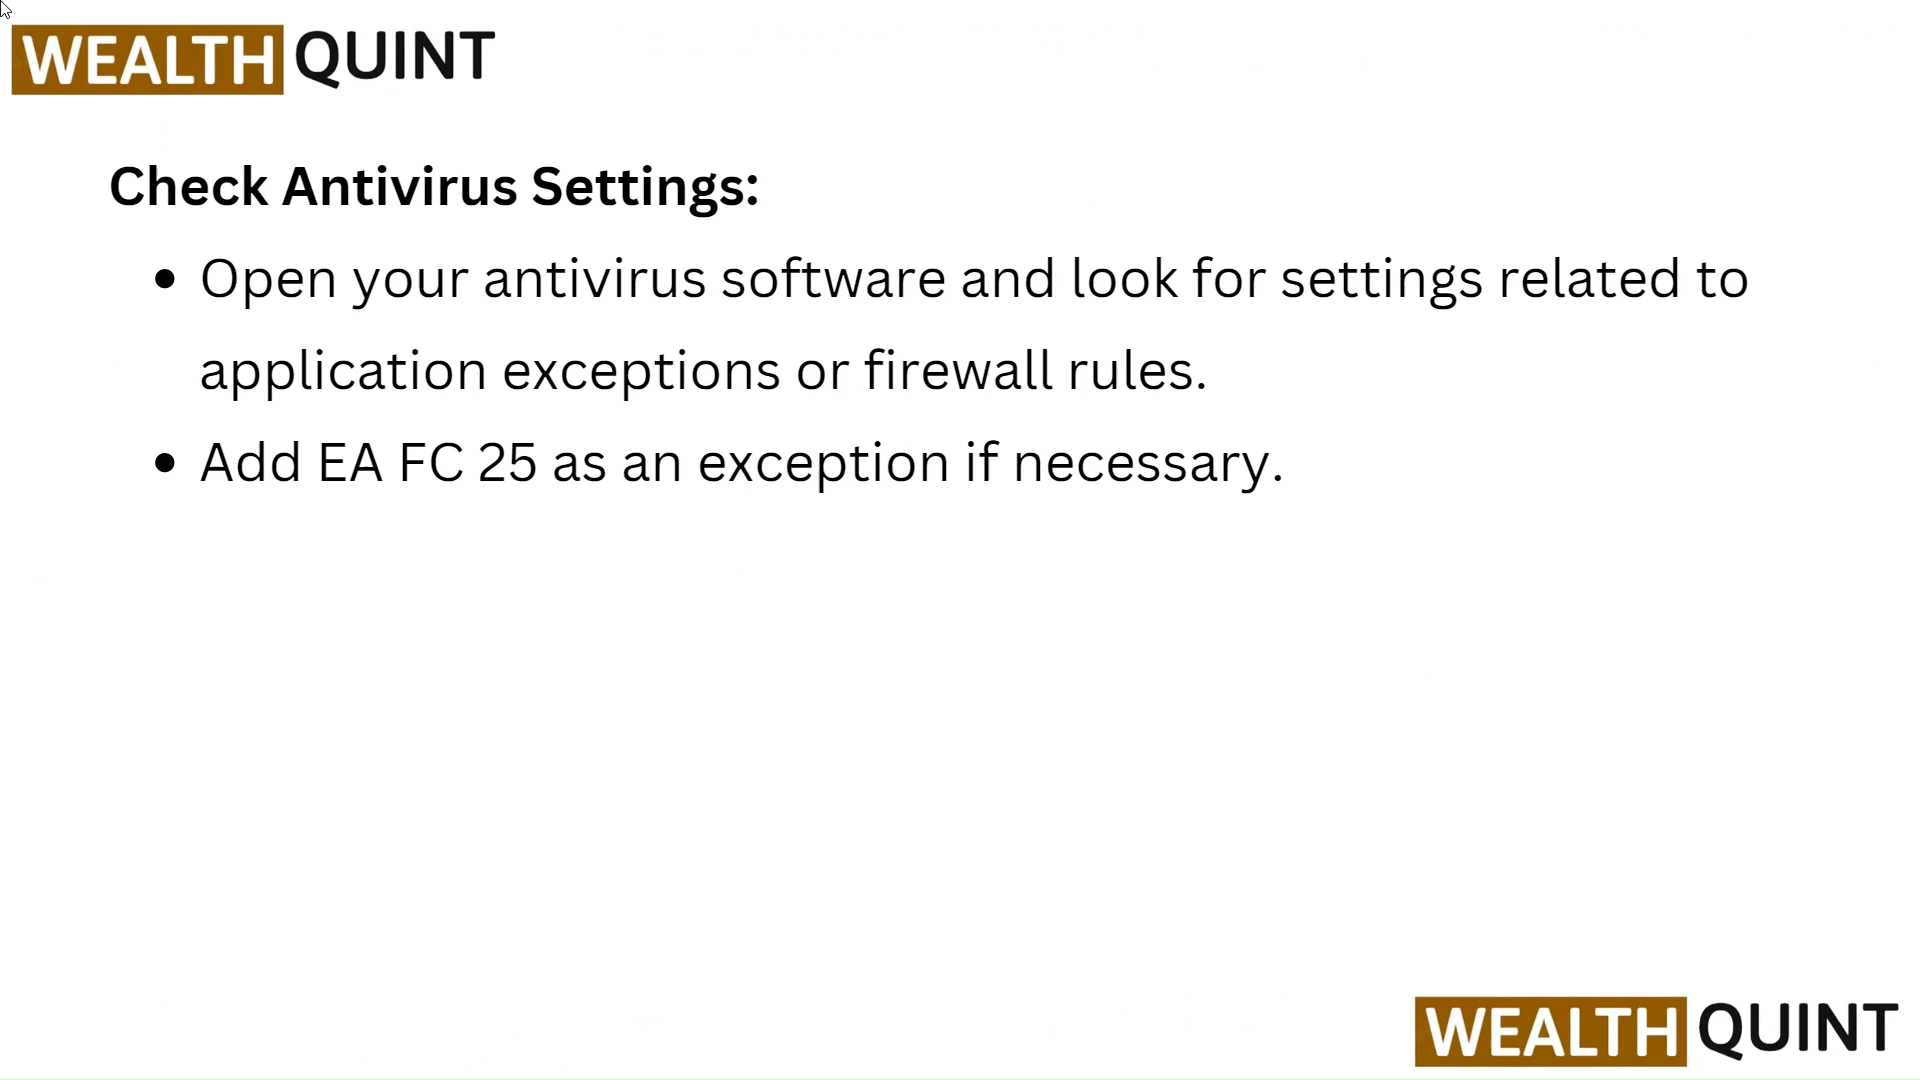 WEALTH QUINT
Check Antivirus Settings:
• Open your antivirus software and look for settings related to
application exceptions or firewall rules.
• Add EA FC 25 as an exception if necessary.
WEALTH QUINT